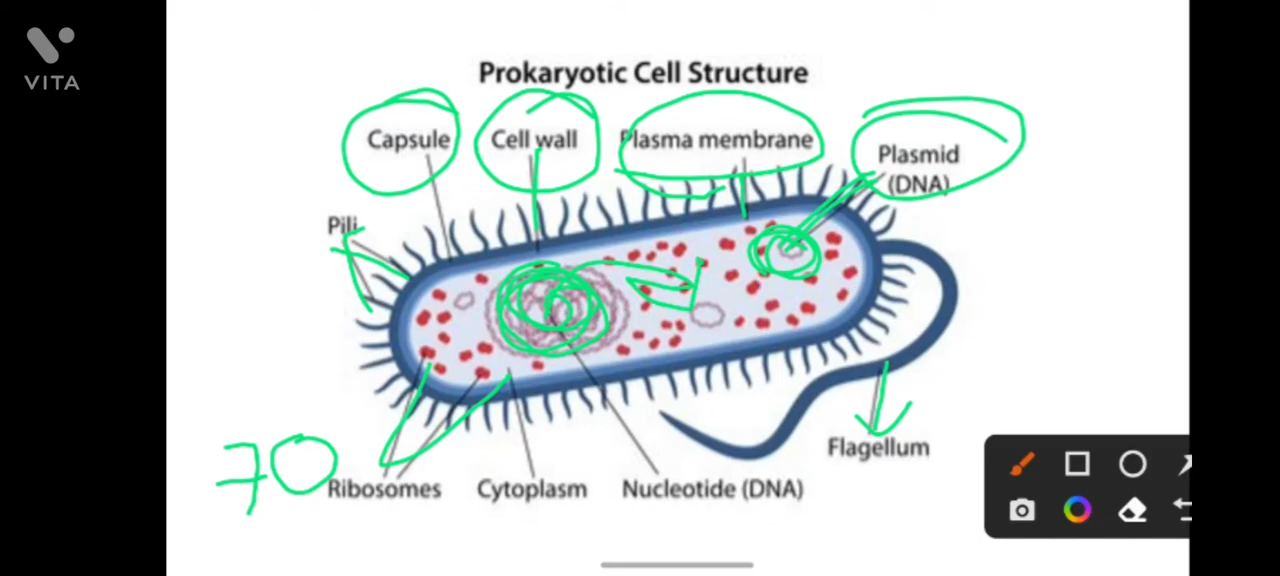 VITA
Prokaryotic Cell Structure
Capsule
Cell wall
Plasma membrane
Plasmid
(DNA)
Pili
Flagellum
70
Ribosomes
Cytoplasm
Nucleotide (DNA)